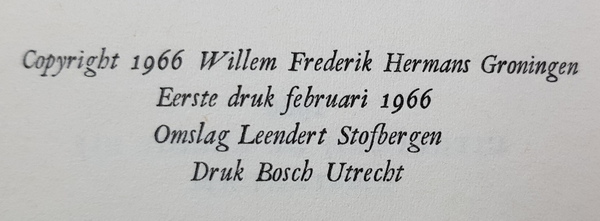 Copyright 1966 Willem Frederik Hermans Groningen
Eerste druk februari 1966
Omslag Leendert Stofbergen
Druk Bosch Utrecht